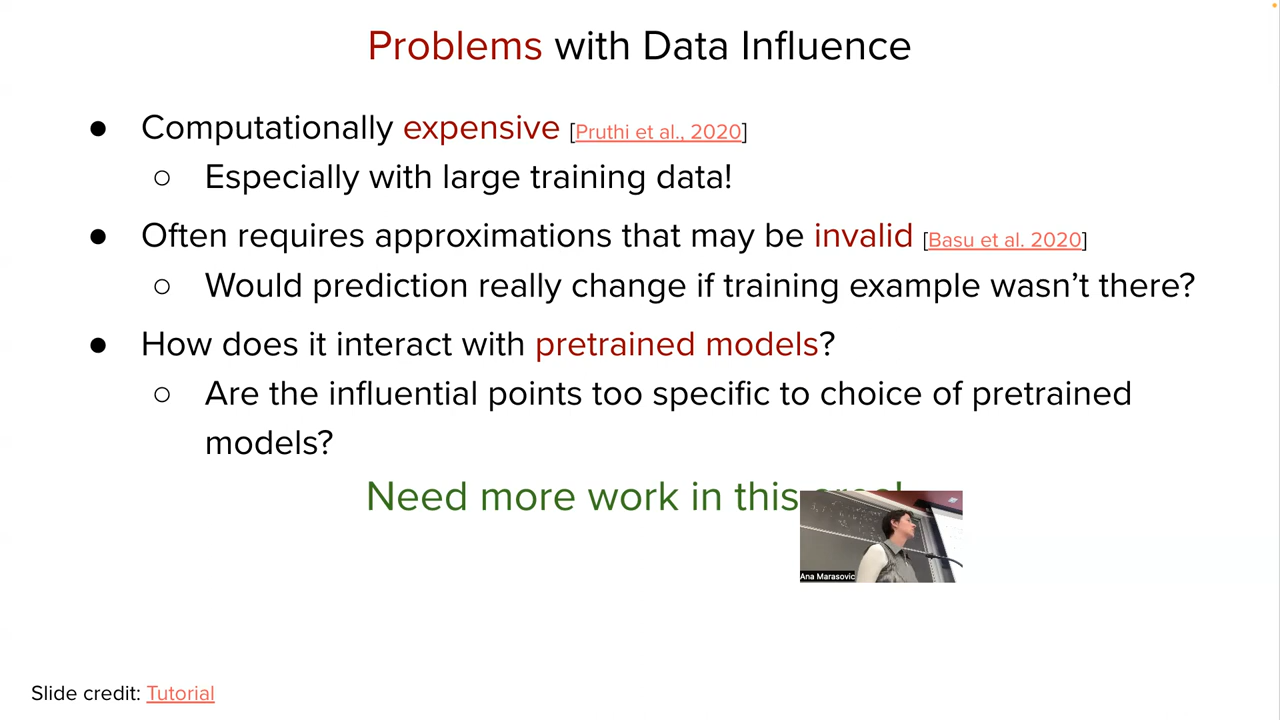 Problems with Data Influence
● Computationally expensive [Pruthi et al., 2020]
○ Especially with large training data!
● Often requires approximations that may be invalid [Basu et al. 2020]
○ Would prediction really change if training example wasn’t there?
● How does it interact with pretrained models?
○ Are the influential points too specific to choice of pretrained
models?
Need more work in this
Ana Marasovic
Slide credit: Tutorial